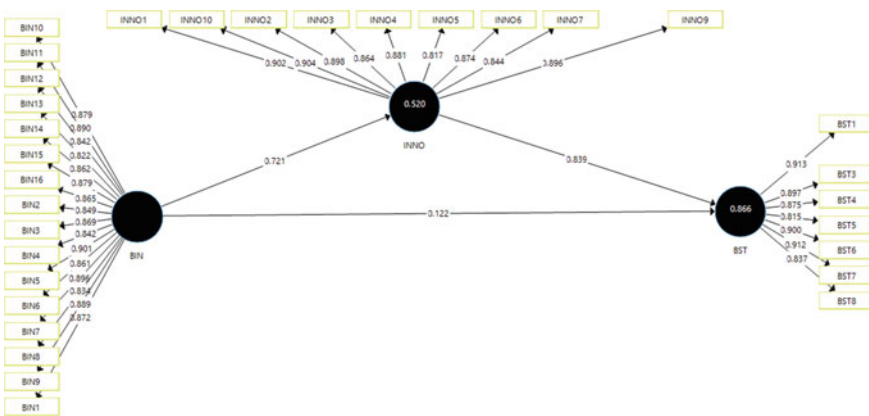 INNO1 INNO10 INNO2 INNO3 INNO4 INNO5 INNO6 INNO7 INNO9
0.902 0.904 0.898 0.864 0.881 0.817 0.874 0.844 0.896
0.520
INNO
BIN10
BIN11
BIN12
BIN13
BIN14
BIN15
BIN16
BIN2
BIN3
BIN4
BIN5
BIN6
BIN7
BIN8
BIN9
BIN1
0.879
0.890
0.842
0.822
0.862
0.879
0.865
0.849
0.869
0.842
0.901
0.861
0.896
0.834
0.889
0.872
BIN
0.721
0.839
0.122
0.866
BST
0.913
0.897
0.875
0.815
0.900
0.912
0.837
BST1
BST3
BST4
BST5
BST6
BST7
BST8